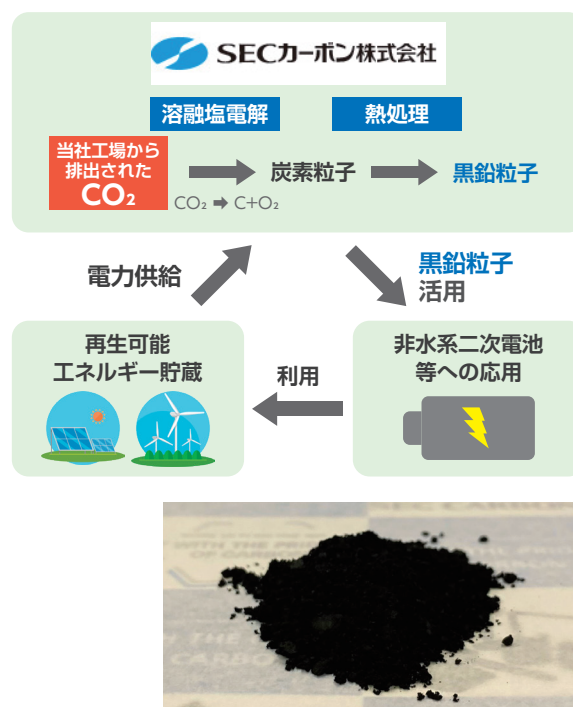 SECカーボン株式会社
溶融塩電解
熱処理
当社工場から
排出された
CO₂
炭素粒子
黒鉛粒子
CO₂ ➡ C+O₂
電力供給
黒鉛粒子
活用
再生可能
エネルギー貯蔵
利用
非水系二次電池
等への応用